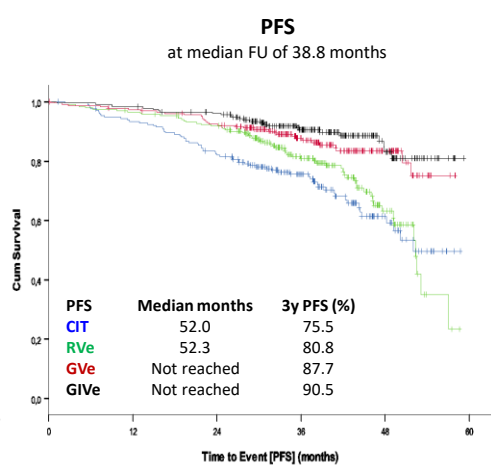 PFS
at median FU of 38.8 months
1,0
0,8
0,6
0,4
0,2
0,0
Cum Survival
PFS Median months 3y PFS (%)
CIT 52.0 75.5
RVe 52.3 80.8
GVe Not reached 87.7
GIVe Not reached 90.5
0 12 24 36 48 60
Time to Event [PFS] (months)